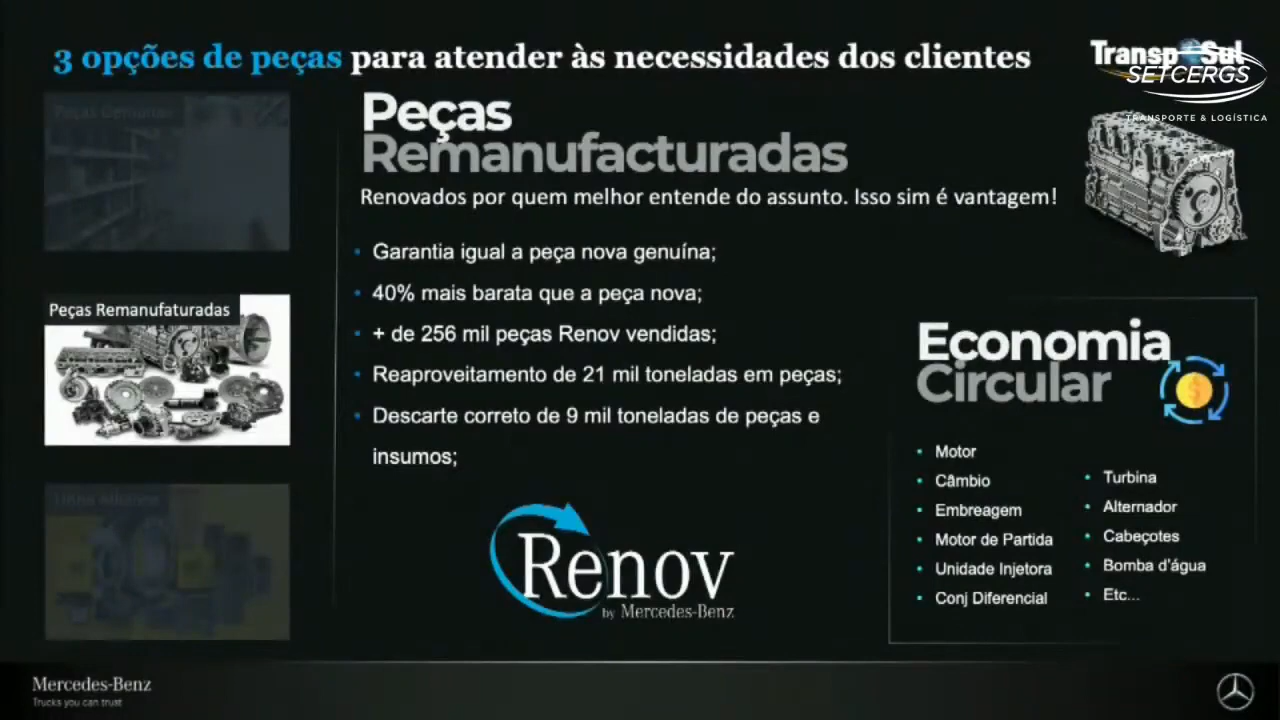 3 opções de peças para atender às necessidades dos clientes
SETCERGS
TRANSPORTE & LOGÍSTICA
Peças Genuínas
Peças
Remanufacturadas
Renovados por quem melhor entende do assunto. Isso sim é vantagem!
Garantia igual a peça nova genuína;
40% mais barata que a peça nova;
+ de 256 mil peças Renov vendidas;
Reaproveitamento de 21 mil toneladas em peças;
Descarte correto de 9 mil toneladas de peças e
insumos;
Peças Remanufaturadas
Linha Alliance
Renov
by Mercedes-Benz
Economia
Circular
Motor
Câmbio
Embreagem
Motor de Partida
Unidade Injetora
Conj Diferencial
Turbina
Alternador
Cabeçotes
Bomba d'água
Etc...
Mercedes-Benz
Trucks you can trust